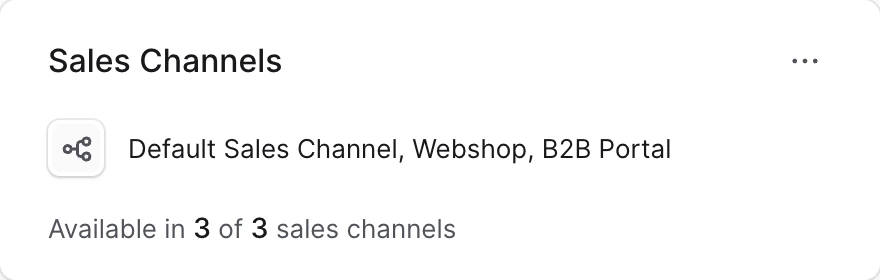 Sales Channels
Default Sales Channel, Webshop, B2B Portal
Available in 3 of 3 sales channels